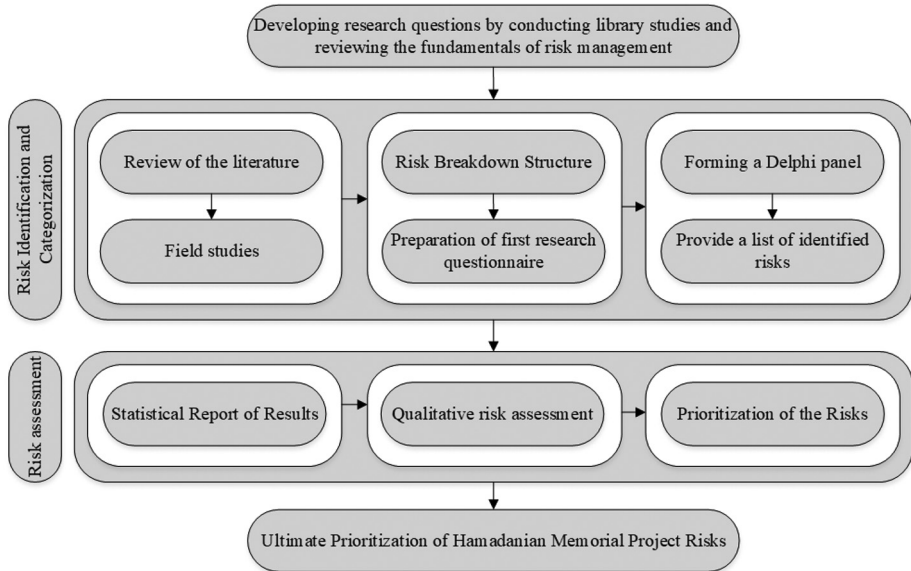 Developing research questions by conducting library studies and
reviewing the fundamentals of risk management
Risk Identification and
Categorization
Review of the literature
Field studies
Risk Breakdown Structure
Preparation of first research
questionnaire
Forming a Delphi panel
Provide a list of identified
risks
Risk assessment
Statistical Report of Results
Qualitative risk assessment
Prioritization of the Risks
Ultimate Prioritization of Hamadanian Memorial Project Risks